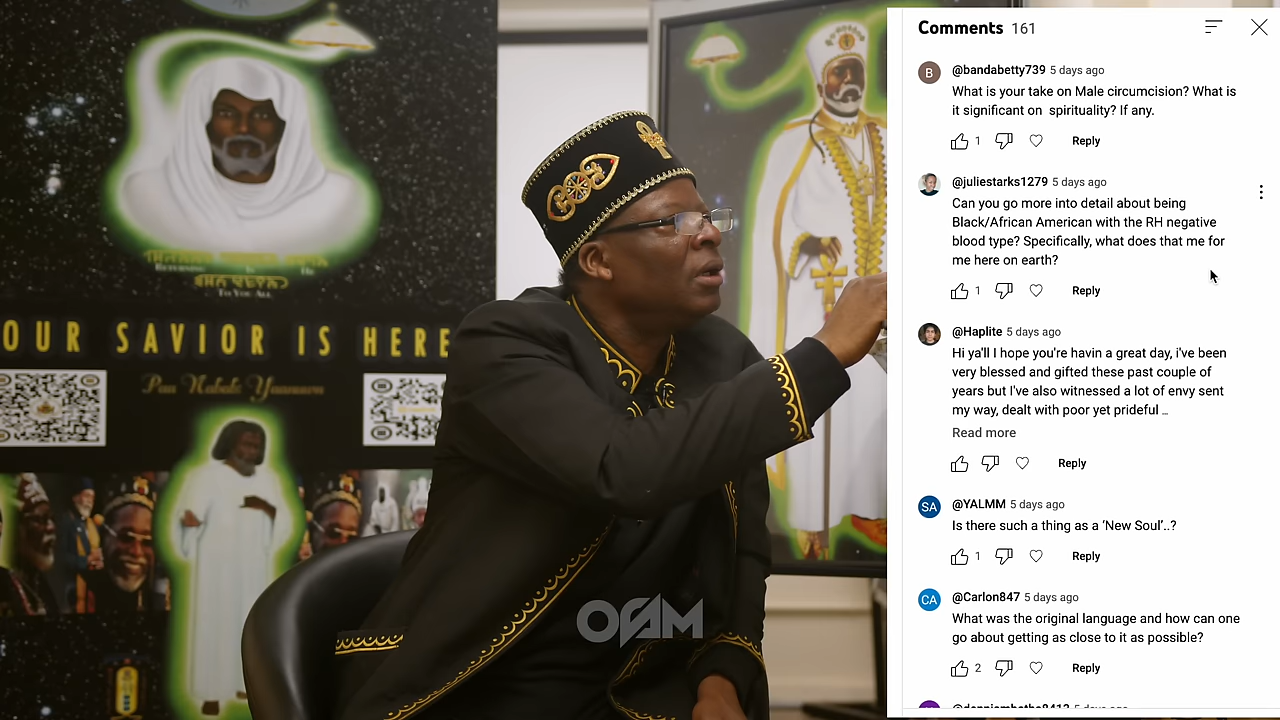 OUR SAVIOR IS HERE
To You All
OSAM
Comments 161
@bandabetty739 5 days ago
What is your take on Male circumcision? What is
it significant on spirituality? If any.
1 Reply
@juliestarks1279 5 days ago
Can you go more into detail about being
Black/African American with the RH negative
blood type? Specifically, what does that me for
me here on earth?
1 Reply
@Haplite 5 days ago
Hi ya'll I hope you're havin a great day, i've been
very blessed and gifted these past couple of
years but I've also witnessed a lot of envy sent
my way, dealt with poor yet prideful ...
Read more
Reply
SA
@YALMM 5 days ago
Is there such a thing as a ‘New Soul’..?
1 Reply
CA
@Carlon847 5 days ago
What was the original language and how can one
go about getting as close to it as possible?
2 Reply